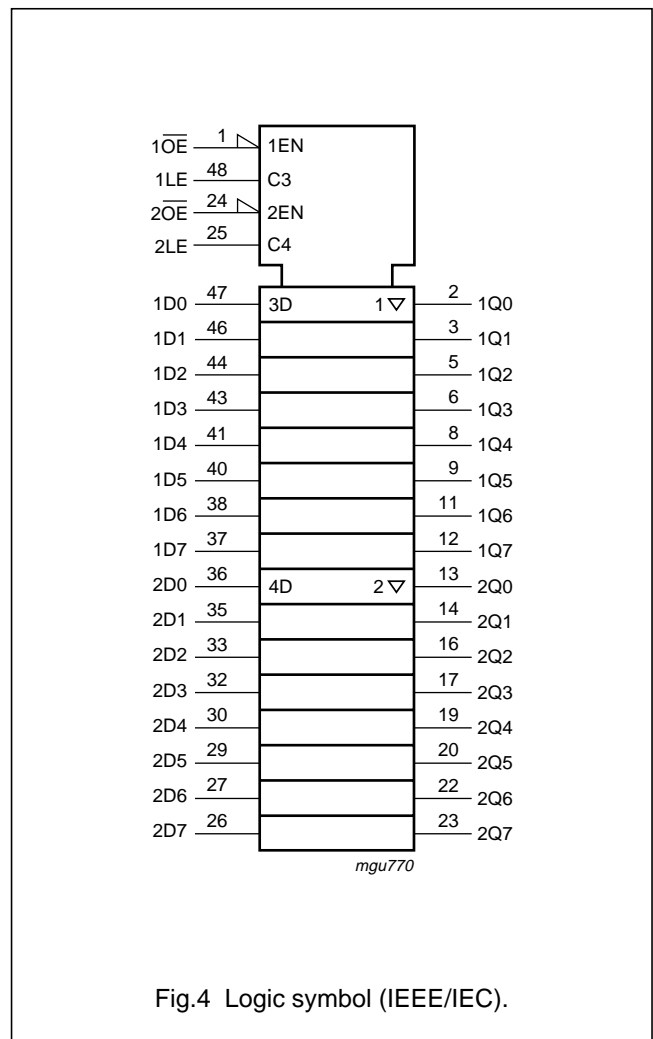 1O̅E̅ 1 1EN
1LE 48 C3
2O̅E̅ 24 2EN
2LE 25 C4
1D0 47 3D 1 ▽ 2 1Q0
1D1 46 3 1Q1
1D2 44 5 1Q2
1D3 43 6 1Q3
1D4 41 8 1Q4
1D5 40 9 1Q5
1D6 38 11 1Q6
1D7 37 12 1Q7
2D0 36 4D 2 ▽ 13 2Q0
2D1 35 14 2Q1
2D2 33 16 2Q2
2D3 32 17 2Q3
2D4 30 19 2Q4
2D5 29 20 2Q5
2D6 27 22 2Q6
2D7 26 23 2Q7
mgu770
Fig.4 Logic symbol (IEEE/IEC).